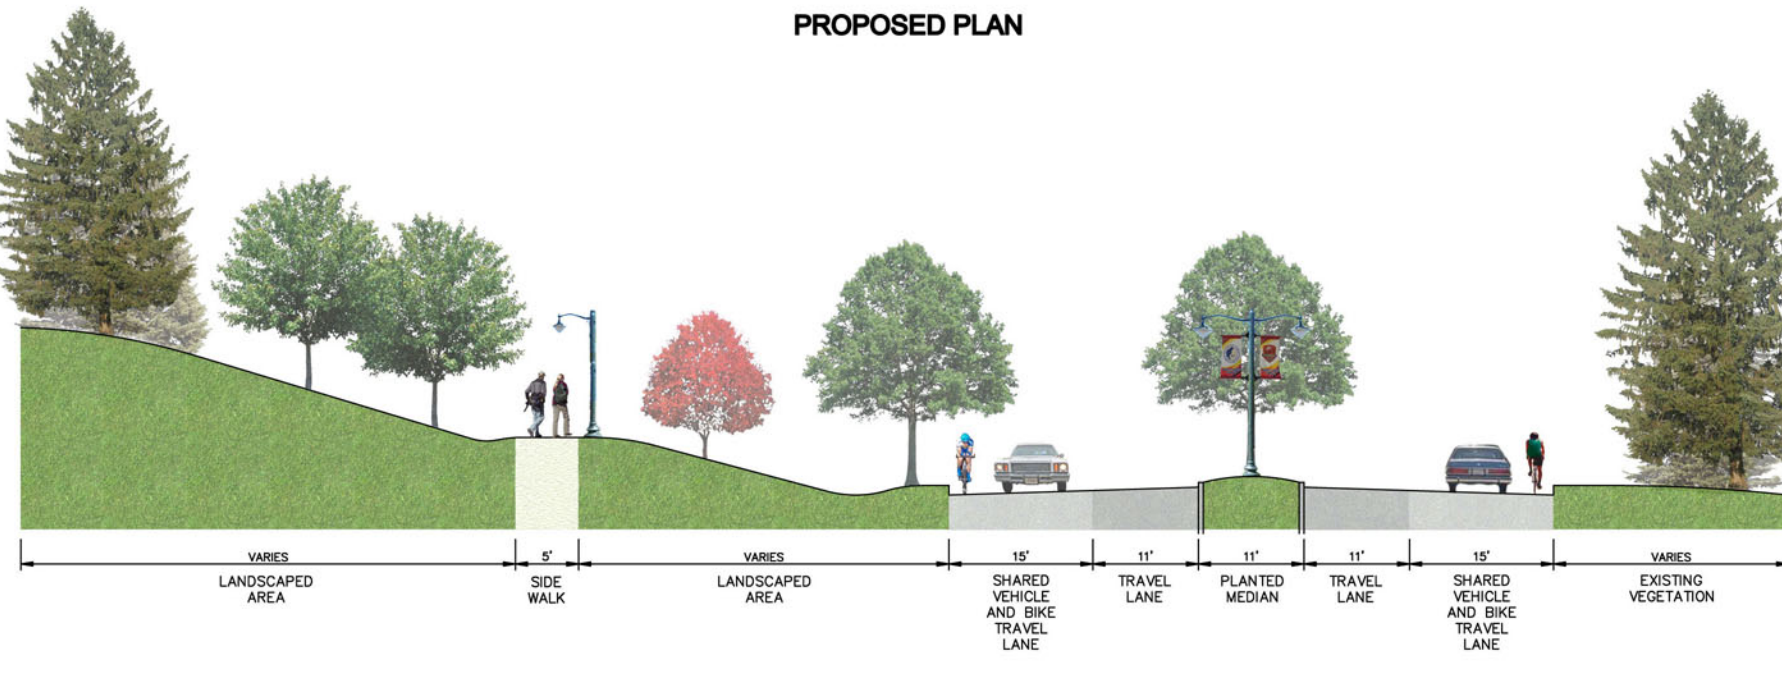 PROPOSED PLAN
VARIES
LANDSCAPED
AREA
5'
SIDE
WALK
VARIES
LANDSCAPED
AREA
15'
SHARED
VEHICLE
AND BIKE
TRAVEL
LANE
11'
TRAVEL
LANE
11'
PLANTED
MEDIAN
11'
TRAVEL
LANE
15'
SHARED
VEHICLE
AND BIKE
TRAVEL
LANE
VARIES
EXISTING
VEGETATION